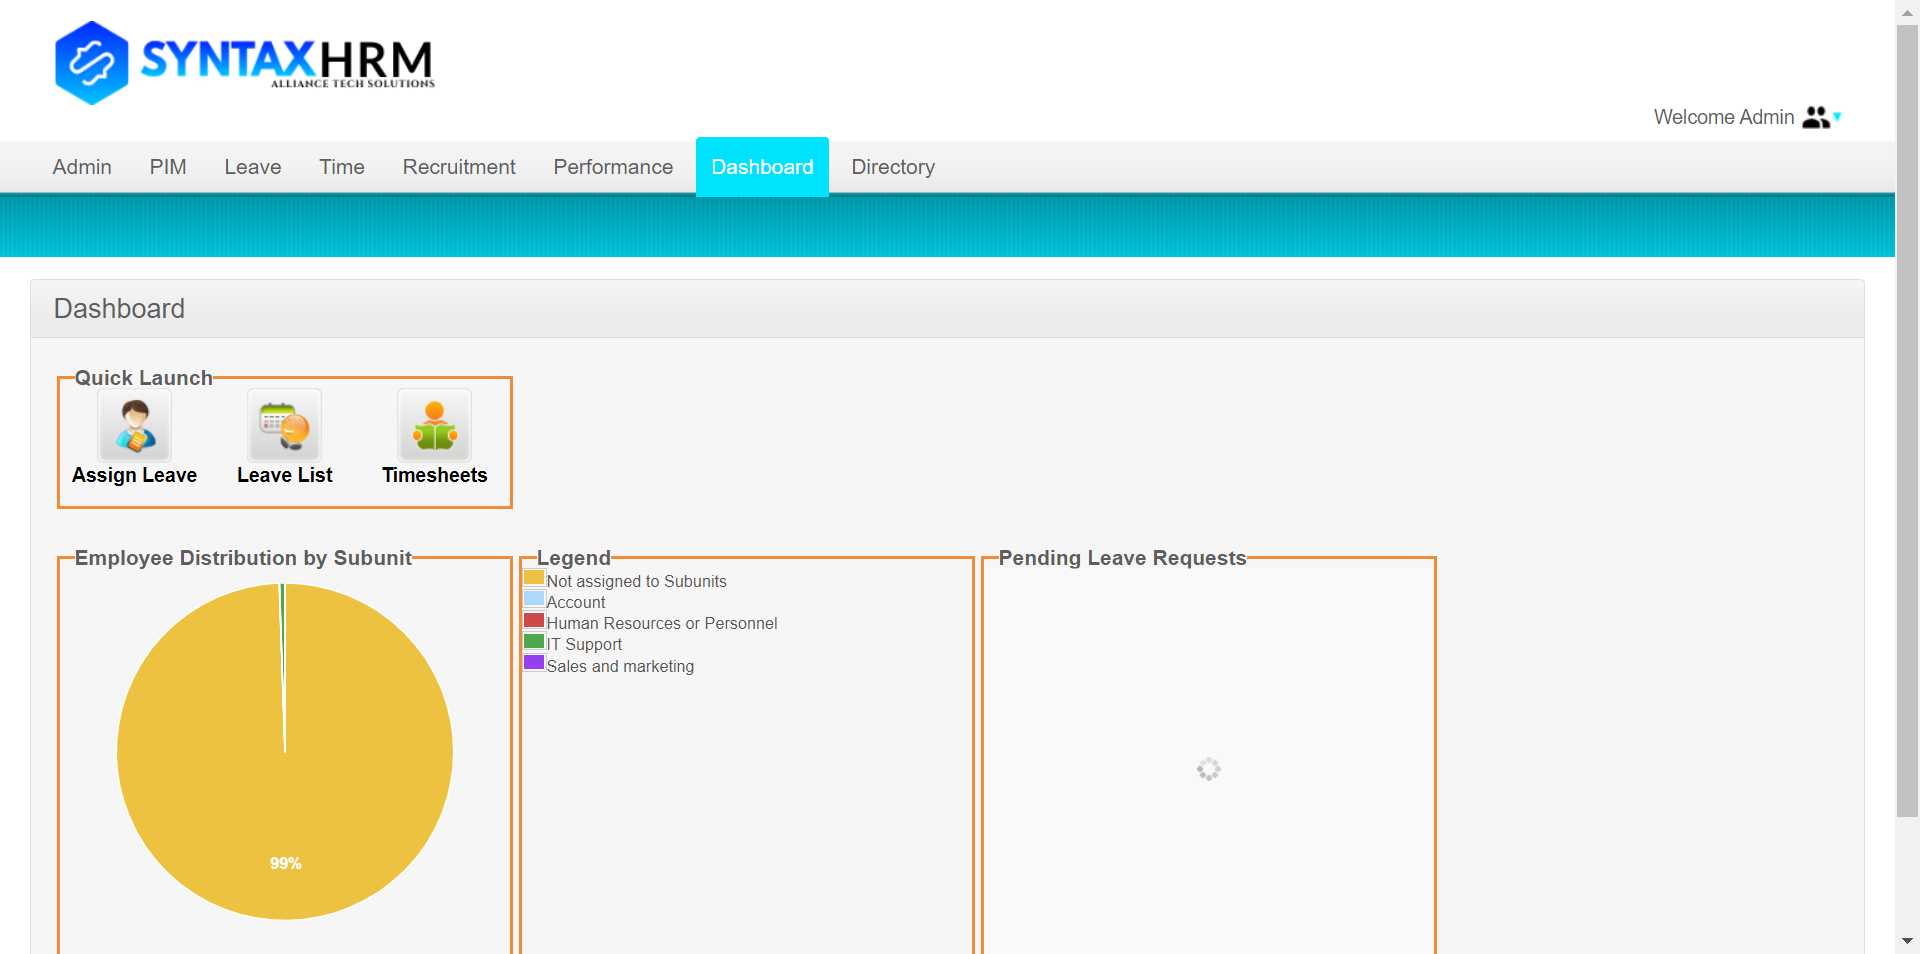 SYNTAXHRM
ALLIANCE TECH SOLUTIONS
Welcome Admin
Admin PIM Leave Time Recruitment Performance Dashboard Directory
Dashboard
Quick Launch
Assign Leave Leave List Timesheets
Employee Distribution by Subunit
99%
Legend
Not assigned to Subunits
Account
Human Resources or Personnel
IT Support
Sales and marketing
Pending Leave Requests